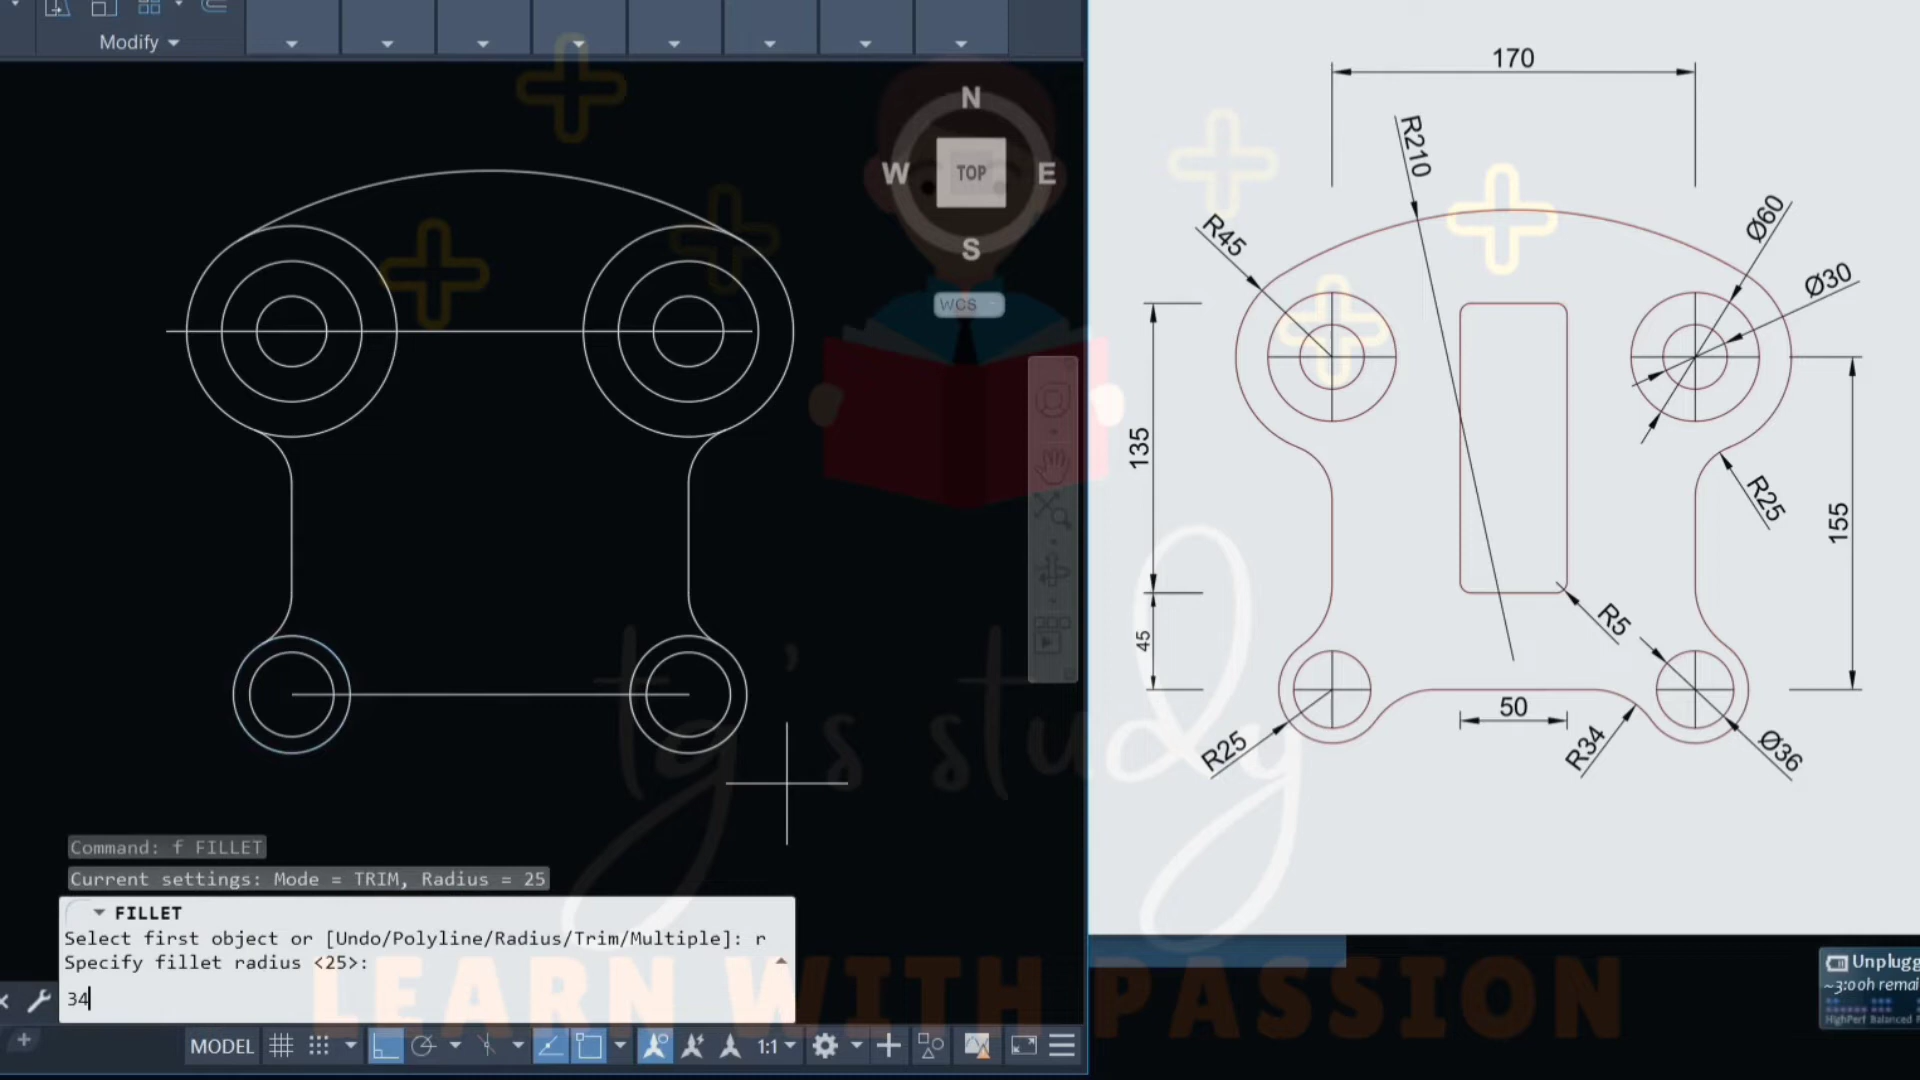 Modify
N
W
TOP
E
S
WCS
170
R210
R45
Ø60
Ø30
135
R25
155
45
R5
50
R25
R34
Ø36
tg's study
Command: f FILLET
Current settings: Mode = TRIM, Radius = 25
FILLET
Select first object or [Undo/Polyline/Radius/Trim/Multiple]: r
Specify fillet radius <25>:
34
LEARN WITH PASSION
Unplugg
~3:00h remai
HighPerf Balanced P
MODEL
1:1